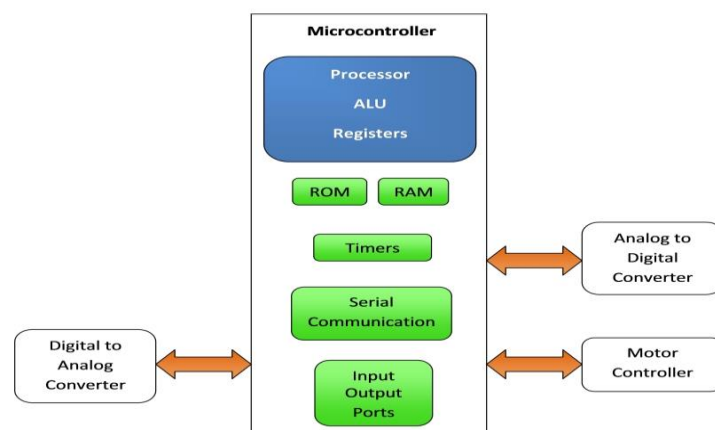 Microcontroller
Processor
ALU
Registers
ROM
RAM
Timers
Serial
Communication
Input
Output
Ports
Digital to
Analog
Converter
Analog to
Digital
Converter
Motor
Controller